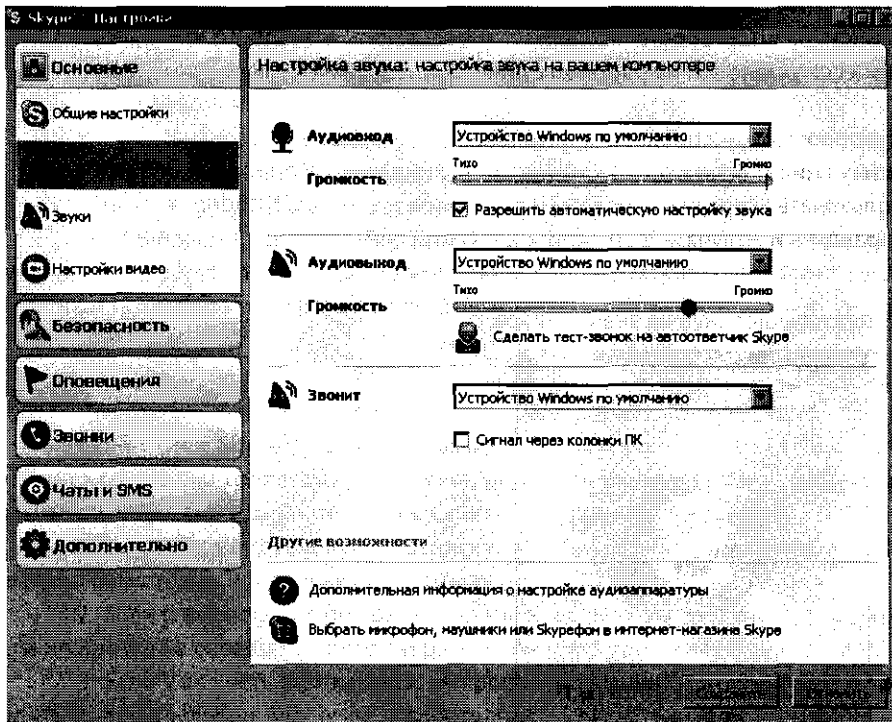 Skype™ Настройки
Основные
Общие настройки
Звуки
Настройки видео
Безопасность
Оповещения
Звонки
Чаты и SMS
Дополнительно
Настройка звука: настройка звука на вашем компьютере
Аудиовход
Устройство Windows по умолчанию
Громкость
Тихо Громко
Разрешить автоматическую настройку звука
Аудиовыход
Устройство Windows по умолчанию
Громкость
Тихо Громко
Сделать тест-звонок на автоответчик Skype
Звонит
Устройство Windows по умолчанию
Сигнал через колонки ПК
Другие возможности
Дополнительная информация о настройке аудиоаппаратуры
Выбрать микрофон, наушники или Skypeфон в интернет-магазине Skype